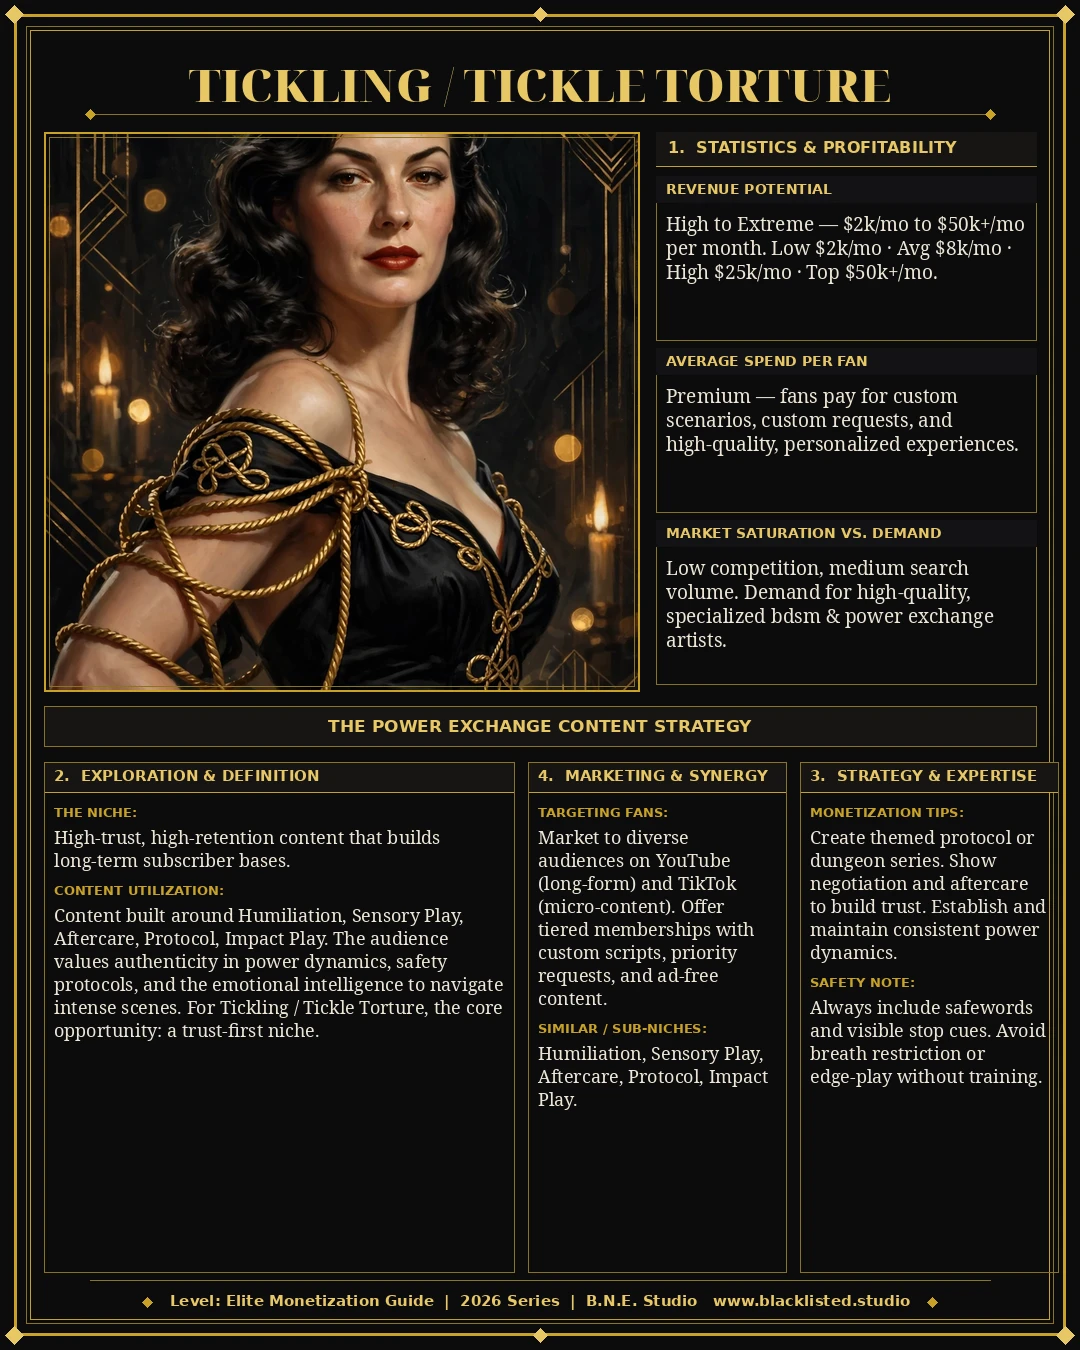 TICKLING / TICKLE TORTURE
1. STATISTICS & PROFITABILITY
REVENUE POTENTIAL
High to Extreme — $2k/mo to $50k+/mo
per month. Low $2k/mo · Avg $8k/mo ·
High $25k/mo · Top $50k+/mo.
AVERAGE SPEND PER FAN
Premium — fans pay for custom
scenarios, custom requests, and
high-quality, personalized experiences.
MARKET SATURATION VS. DEMAND
Low competition, medium search
volume. Demand for high-quality,
specialized bdsm & power exchange
artists.
THE POWER EXCHANGE CONTENT STRATEGY
2. EXPLORATION & DEFINITION
THE NICHE:
High-trust, high-retention content that builds
long-term subscriber bases.
CONTENT UTILIZATION:
Content built around Humiliation, Sensory Play,
Aftercare, Protocol, Impact Play. The audience
values authenticity in power dynamics, safety
protocols, and the emotional intelligence to navigate
intense scenes. For Tickling / Tickle Torture, the core
opportunity: a trust-first niche.
4. MARKETING & SYNERGY
TARGETING FANS:
Market to diverse
audiences on YouTube
(long-form) and TikTok
(micro-content). Offer
tiered memberships with
custom scripts, priority
requests, and ad-free
content.
SIMILAR / SUB-NICHES:
Humiliation, Sensory Play,
Aftercare, Protocol, Impact
Play.
3. STRATEGY & EXPERTISE
MONETIZATION TIPS:
Create themed protocol or
dungeon series. Show
negotiation and aftercare
to build trust. Establish and
maintain consistent power
dynamics.
SAFETY NOTE:
Always include safewords
and visible stop cues. Avoid
breath restriction or
edge-play without training.
Level: Elite Monetization Guide | 2026 Series | B.N.E. Studio www.blacklisted.studio